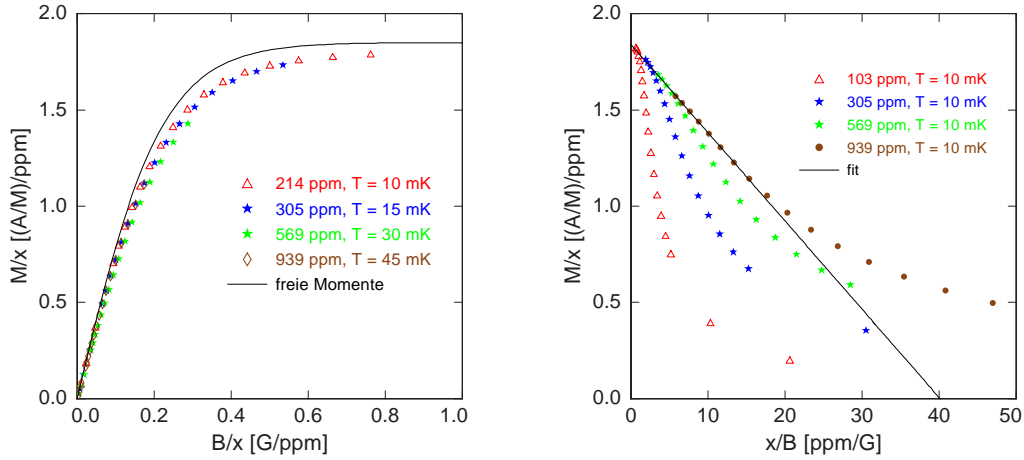 2.0
1.5
1.0
0.5
0.0
M/x [(A/M)/ppm]
214 ppm, T = 10 mK
305 ppm, T = 15 mK
569 ppm, T = 30 mK
939 ppm, T = 45 mK
freie Momente
0.0 0.2 0.4 0.6 0.8 1.0
B/x [G/ppm]
2.0
1.5
1.0
0.5
0.0
M/x [(A/M)/ppm]
103 ppm, T = 10 mK
305 ppm, T = 10 mK
569 ppm, T = 10 mK
939 ppm, T = 10 mK
fit
0 10 20 30 40 50
x/B [ppm/G]